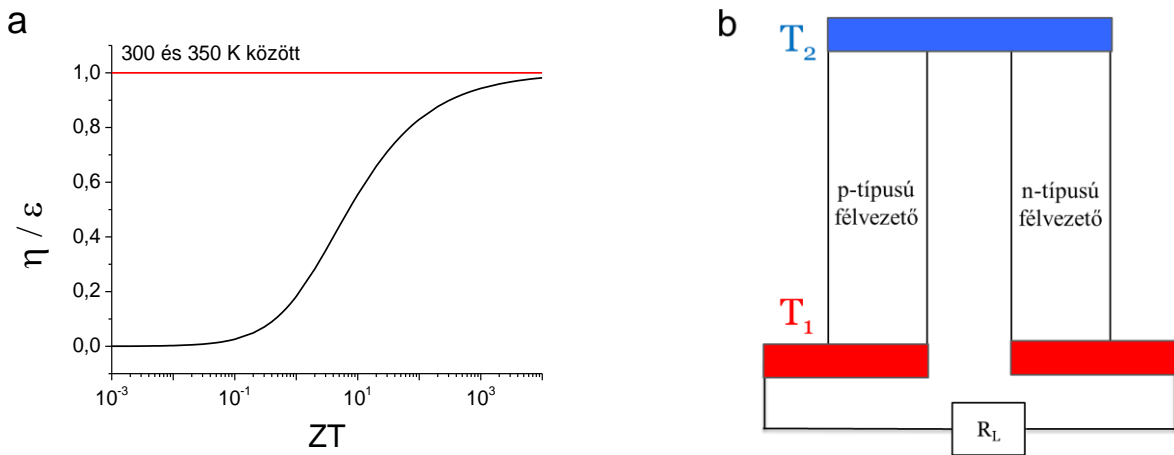 a
300 és 350 K között
1,0
0,8
0,6
0,4
0,2
0,0
η / ε
10⁻³
10⁻¹
10¹
10³
ZT
b
T₂
p-típusú
félvezető
n-típusú
félvezető
T₁
R_L